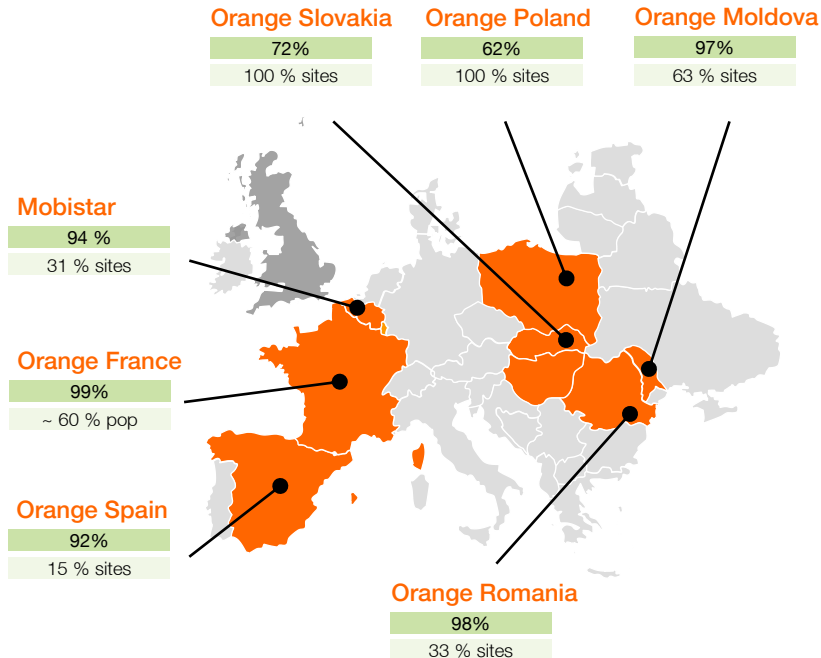 Orange Slovakia
72%
100 % sites
Orange Poland
62%
100 % sites
Orange Moldova
97%
63 % sites
Mobistar
94 %
31 % sites
Orange France
99%
~ 60 % pop
Orange Spain
92%
15 % sites
Orange Romania
98%
33 % sites